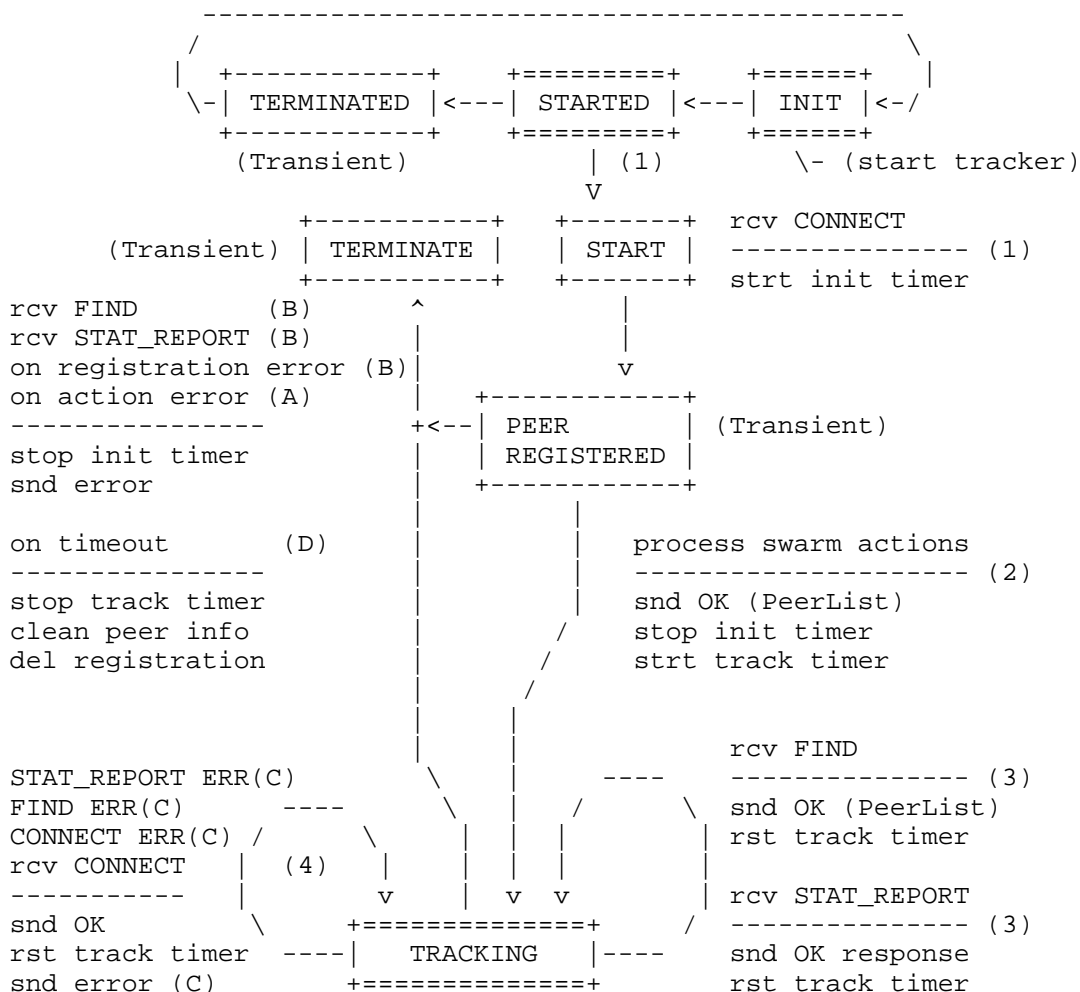 TERMINATED STARTED INIT
(Transient) (1) (start tracker)
rcv CONNECT
(Transient) TERMINATE START (1)
strt init timer
rcv FIND (B)
rcv STAT_REPORT (B)
on registration error (B)
on action error (A)
PEER (Transient)
stop init timer REGISTERED
snd error
on timeout (D) process swarm actions
(2)
stop track timer snd OK (PeerList)
clean peer info stop init timer
del registration strt track timer
rcv FIND
STAT_REPORT ERR(C) (3)
FIND ERR(C) snd OK (PeerList)
CONNECT ERR(C) rst track timer
rcv CONNECT (4)
rcv STAT_REPORT
snd OK (3)
rst track timer TRACKING snd OK response
snd error (C) rst track timer